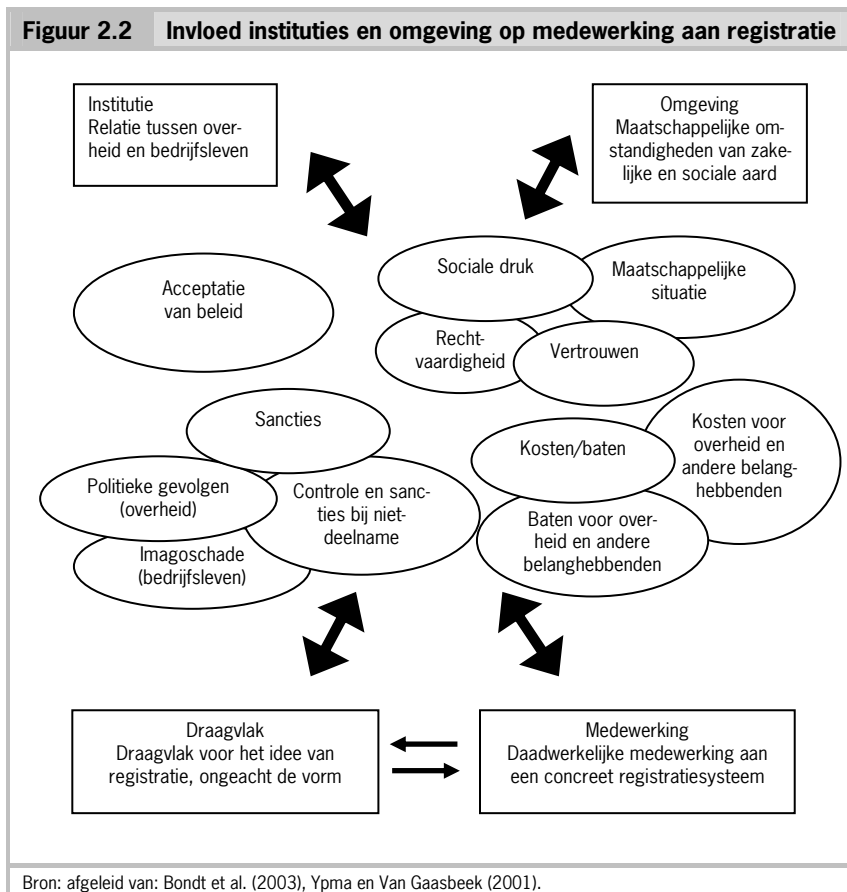 Figuur 2.2 Invloed instituties en omgeving op medewerking aan registratie
Institutie
Relatie tussen over-
heid en bedrijfsleven
Omgeving
Maatschappelijke om-
standigheden van zake-
lijke en sociale aard
Acceptatie
van beleid
Sociale druk
Maatschappelijke
situatie
Recht-
vaardigheid
Vertrouwen
Sancties
Politieke gevolgen
(overheid)
Controle en sanc-
ties bij niet-
deelname
Imagoschade
(bedrijfsleven)
Kosten/baten
Kosten voor
overheid en
andere belang-
hebbenden
Baten voor over-
heid en andere
belanghebbenden
Draagvlak
Draagvlak voor het idee van
registratie, ongeacht de vorm
Medewerking
Daadwerkelijke medewerking aan
een concreet registratiesysteem
Bron: afgeleid van: Bondt et al. (2003), Ypma en Van Gaasbeek (2001).